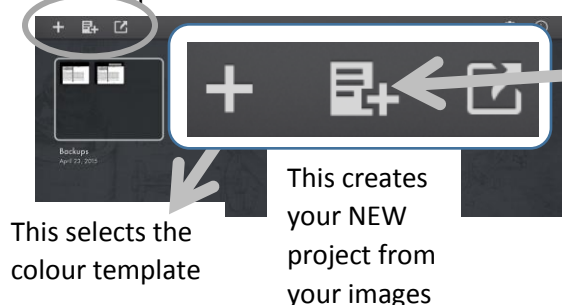 Backups
April 23, 2015
This selects the
colour template
This creates
your NEW
project from
your images